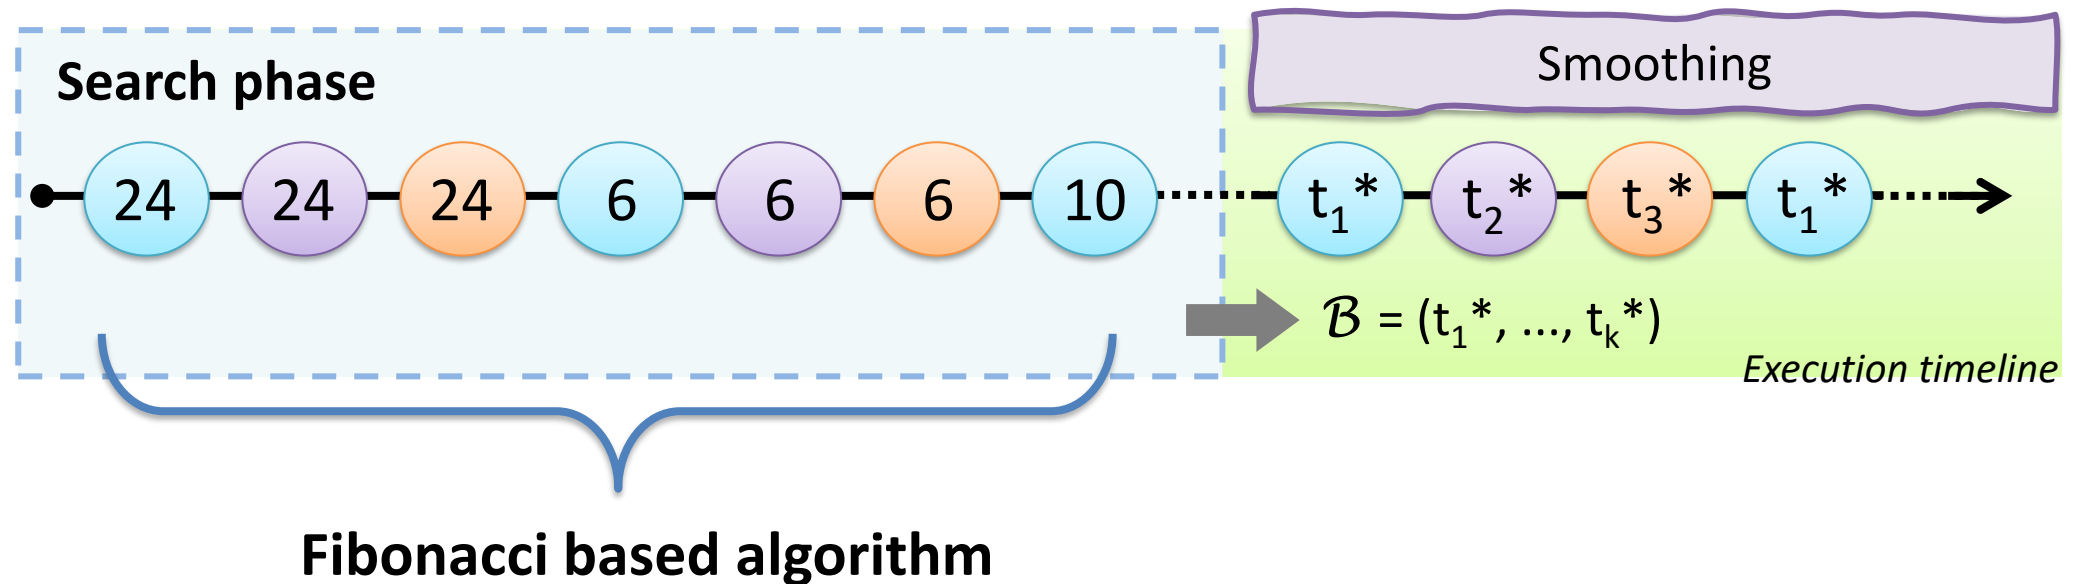 Smoothing
Search phase
24 24 24 6 6 6 10 t₁* t₂* t₃* t₁*
ℬ = (t₁*, ..., tₖ*)
Execution timeline
Fibonacci based algorithm